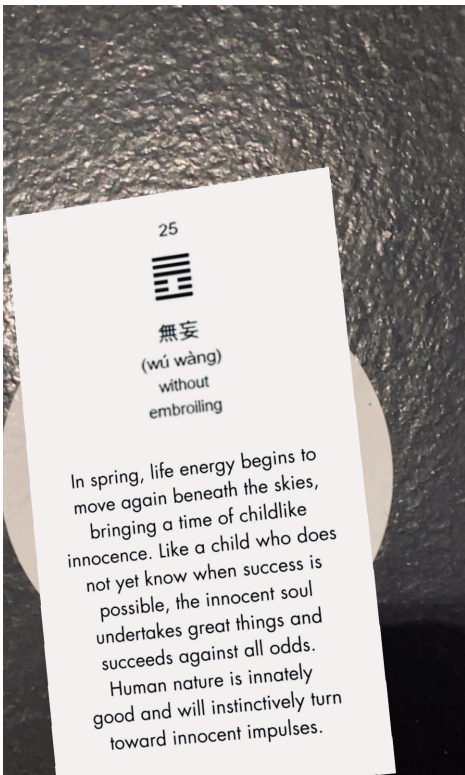 25
無妄
(wú wàng)
without
embroiling
In spring, life energy begins to
move again beneath the skies,
bringing a time of childlike
innocence. Like a child who does
not yet know when success is
possible, the innocent soul
undertakes great things and
succeeds against all odds.
Human nature is innately
good and will instinctively turn
toward innocent impulses.